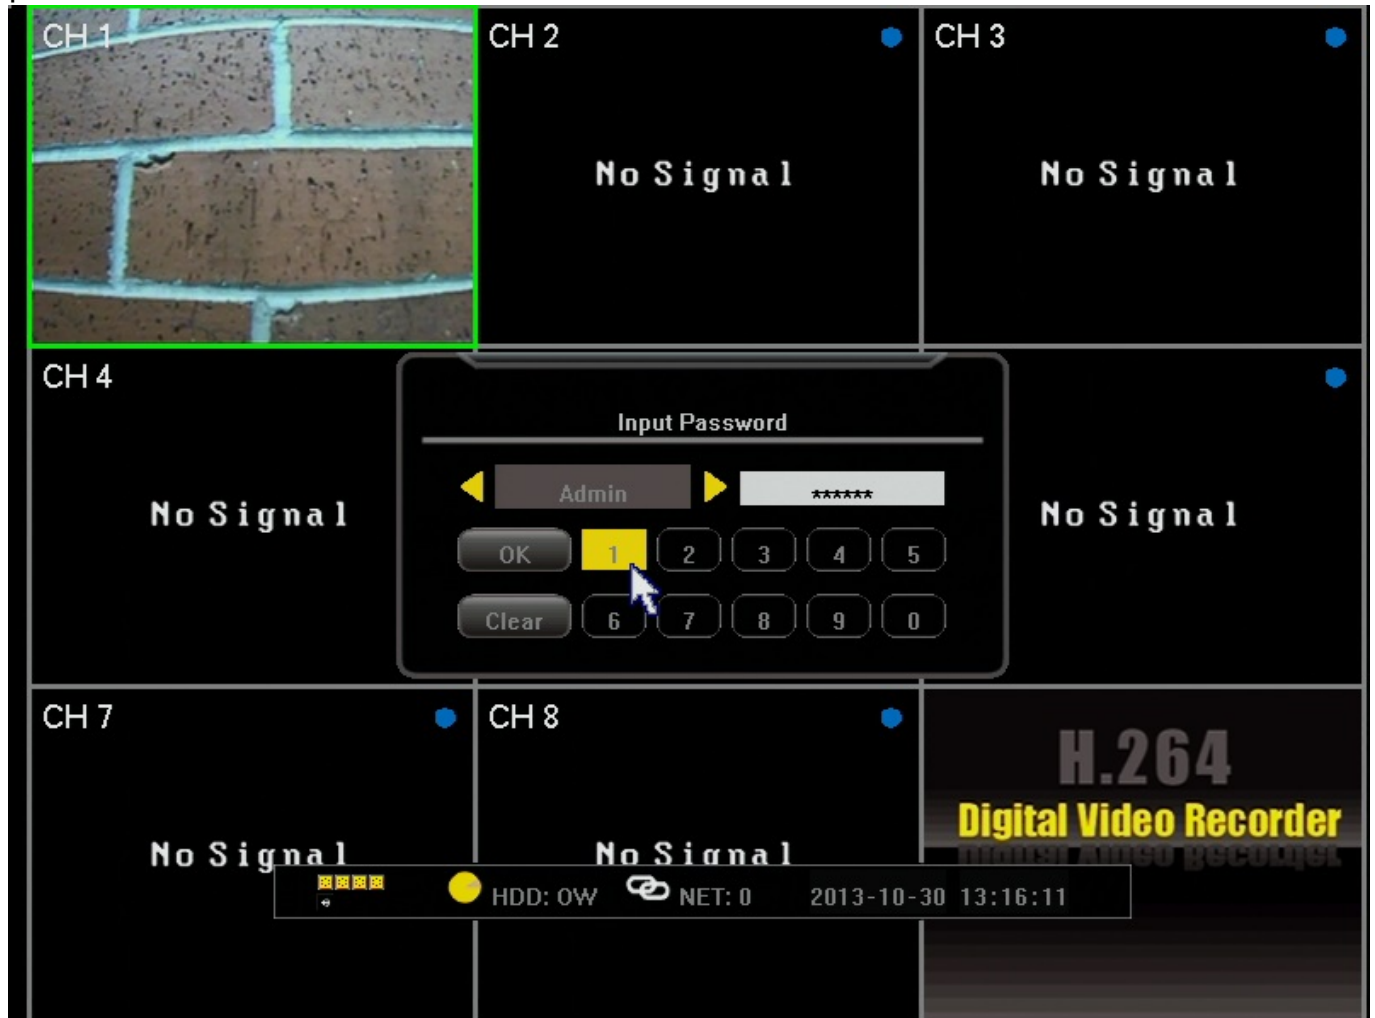 CH 1
CH 2
CH 3
No Signal
No Signal
CH 4
Input Password
Admin
******
No Signal
No Signal
OK
1
2
3
4
5
Clear
6
7
8
9
0
CH 7
CH 8
H.264
Digital Video Recorder
No Signal
No Signal
HDD: OW
NET: 0
2013-10-30 13:16:11